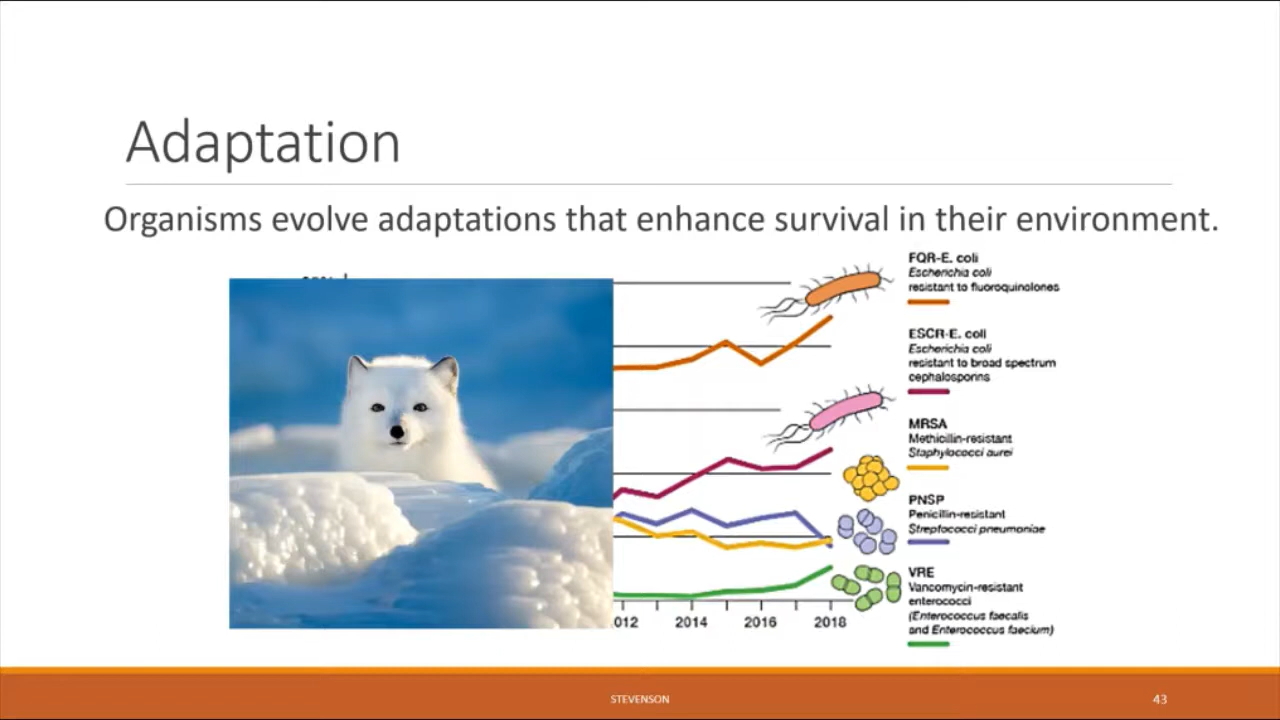 Adaptation
Organisms evolve adaptations that enhance survival in their environment.
FQR-E. coli
Escherichia coli
resistant to fluoroquinolones
ESCR-E. coli
Escherichia coli
resistant to broad spectrum
cephalosporins
MRSA
Methicillin-resistant
Staphylococci aurei
PNSP
Penicillin-resistant
Streptococci pneumoniae
VRE
Vancomycin-resistant
enterococci
(Enterococcus faecalis
and Enterococcus faecium)
012 2014 2016 2018
STEVENSON
43